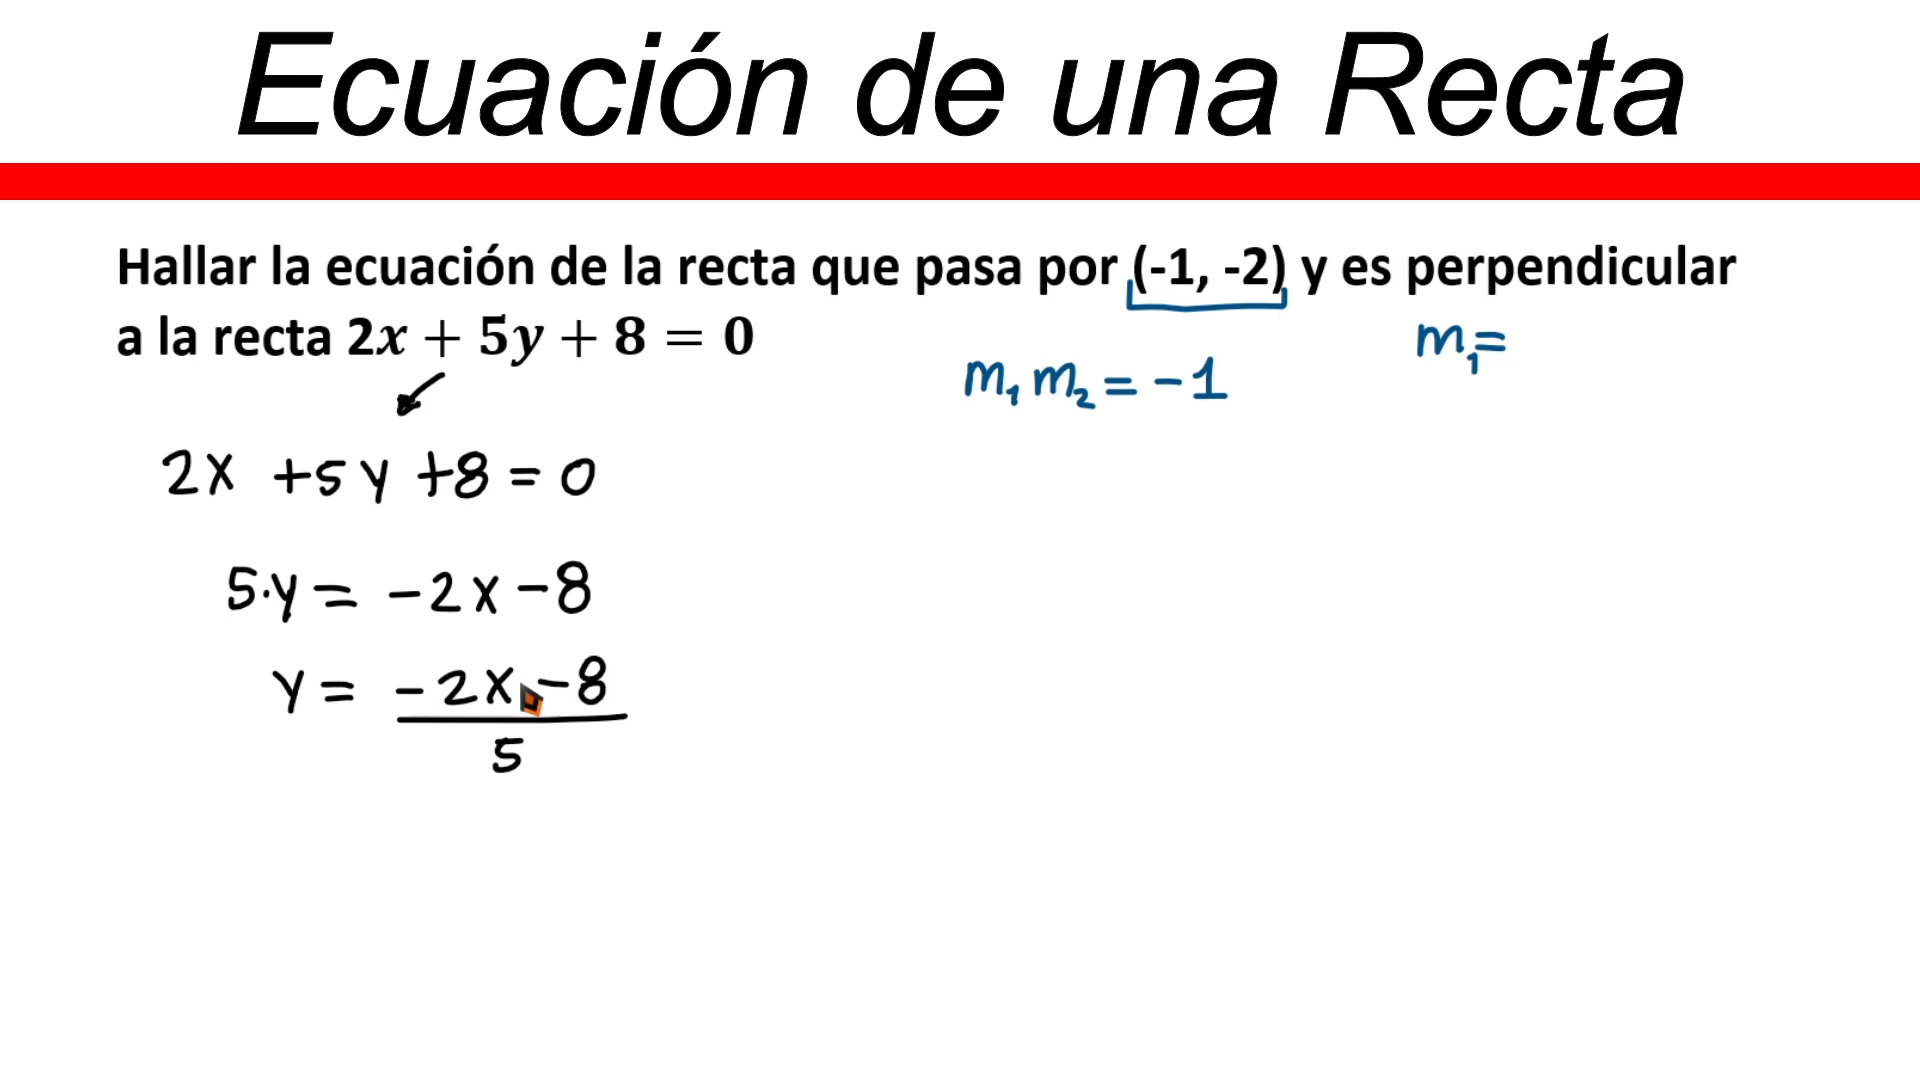 Ecuación de una Recta
Hallar la ecuación de la recta que pasa por (-1, -2) y es perpendicular
a la recta 2x + 5y + 8 = 0
m₁=
m₁ m₂ = -1
2x +5y +8 = 0
5·y = -2x -8
y = -2x -8
5